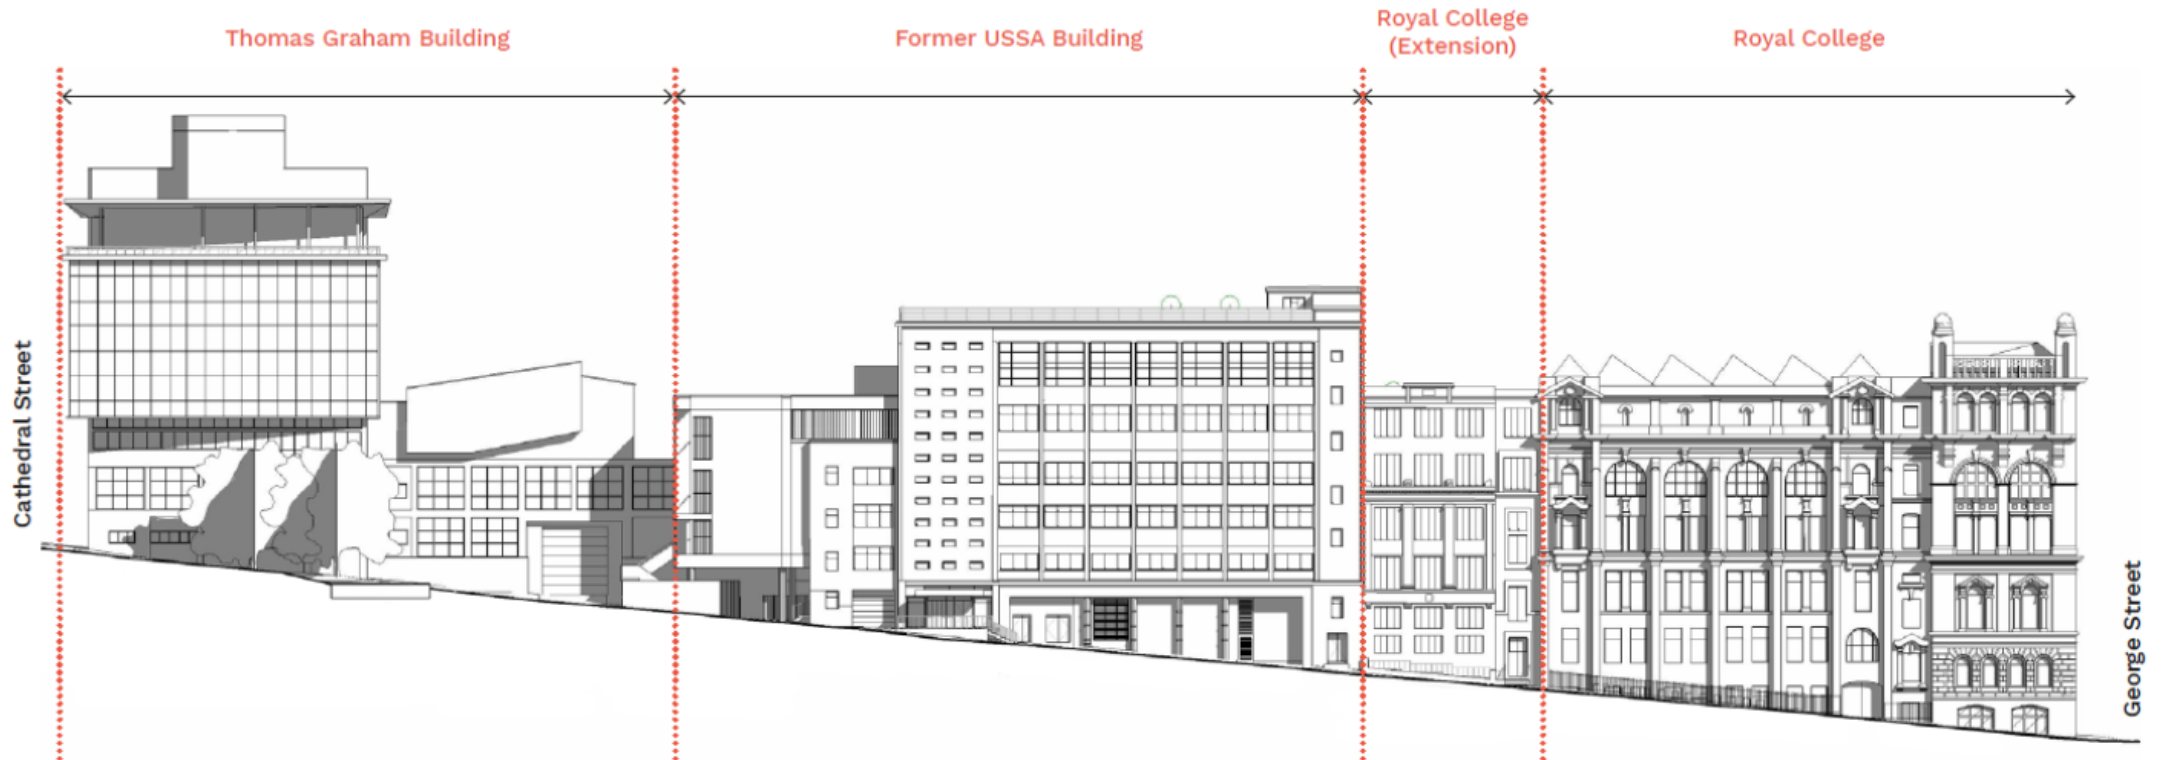 Thomas Graham Building
Former USSA Building
Royal College
(Extension)
Royal College
Cathedral Street
George Street